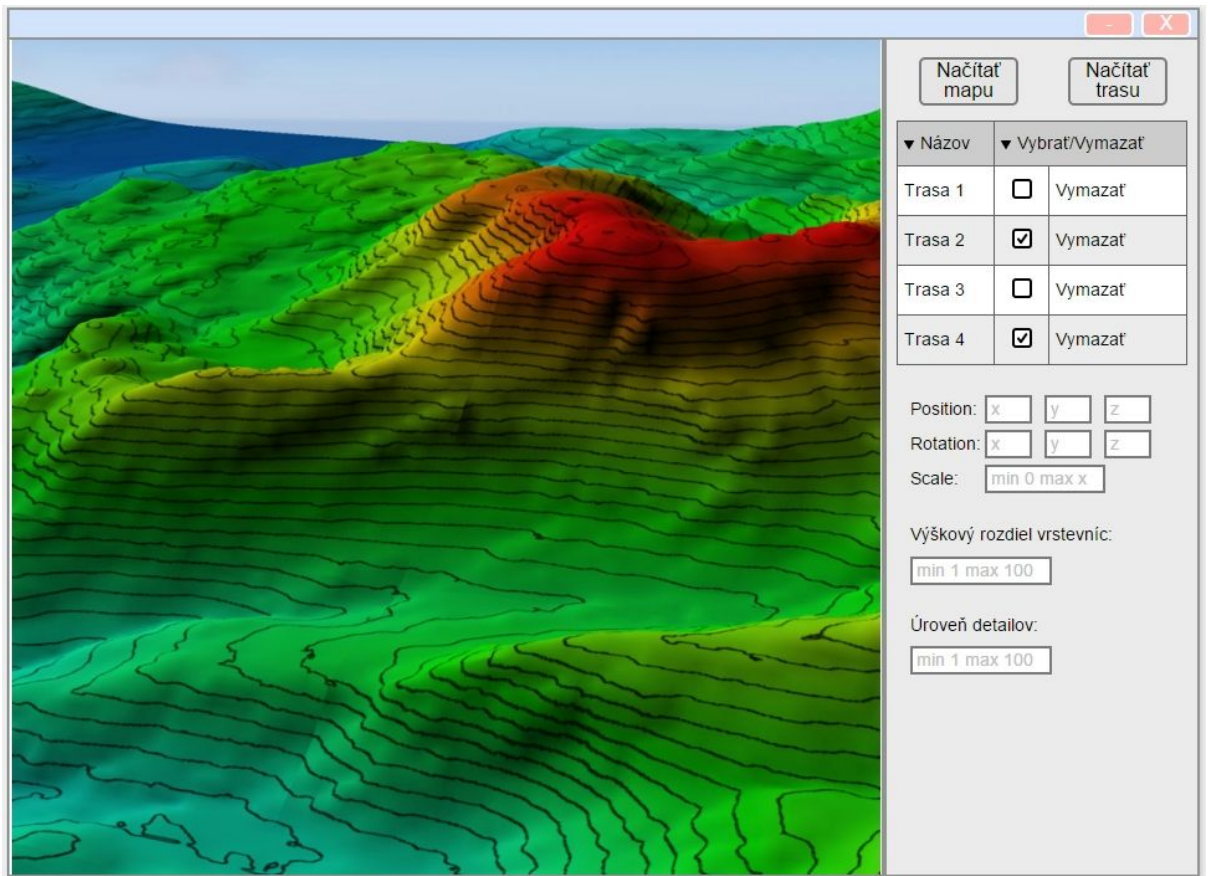 - X
Načítať
mapu
Načítať
trasu
▼ Názov ▼ Vybrať/Vymazať
Trasa 1 Vymazať
Trasa 2 Vymazať
Trasa 3 Vymazať
Trasa 4 Vymazať
Position: x y z
Rotation: x y z
Scale: min 0 max x
Výškový rozdiel vrstevníc:
min 1 max 100
Úroveň detailov:
min 1 max 100